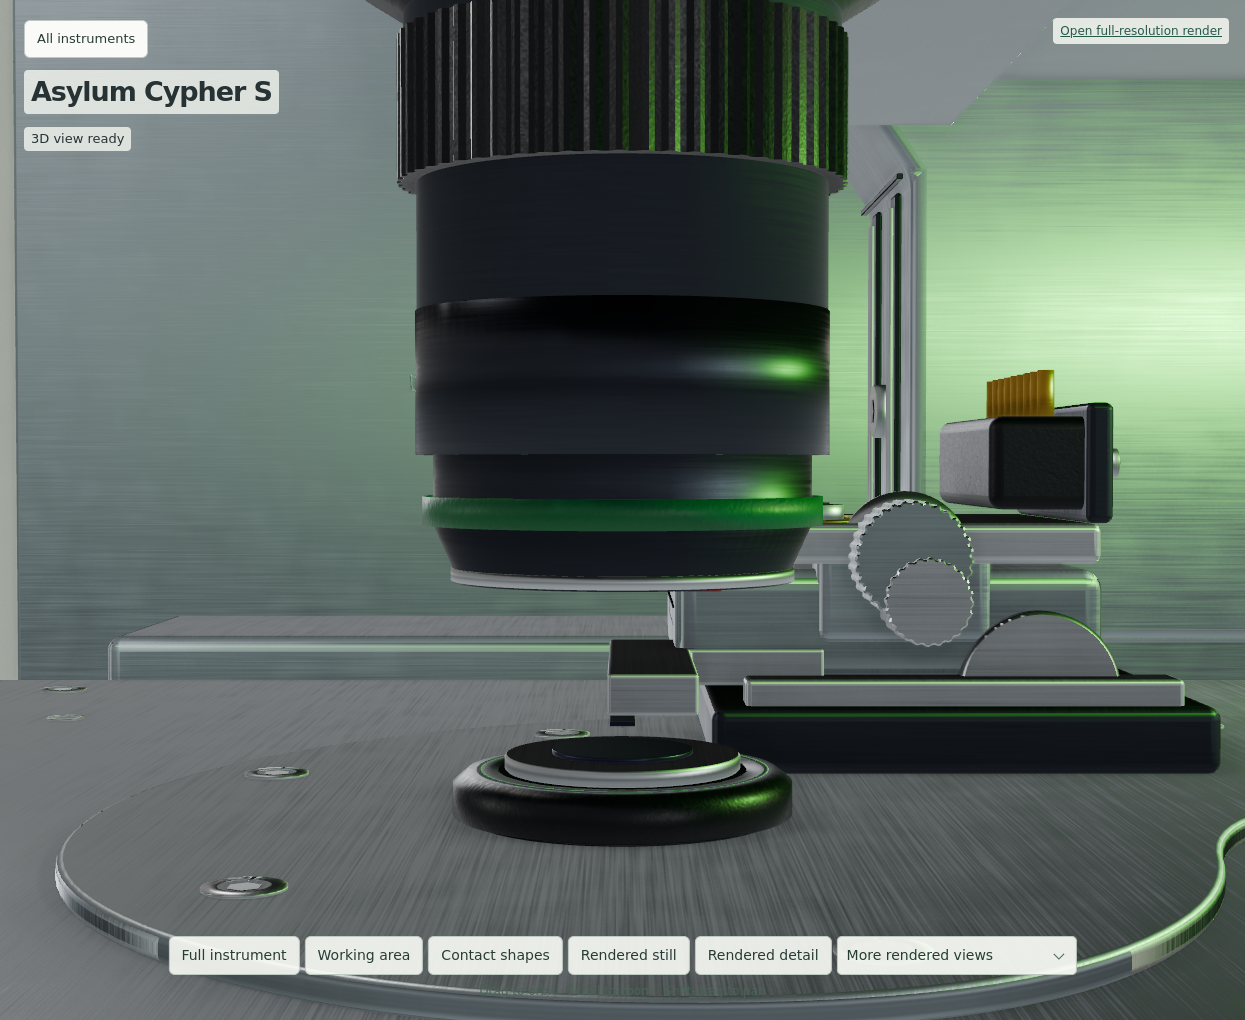 All instruments
Open full-resolution render
Asylum Cypher S
3D view ready
Full instrument
Working area
Contact shapes
Rendered still
Rendered detail
More rendered views